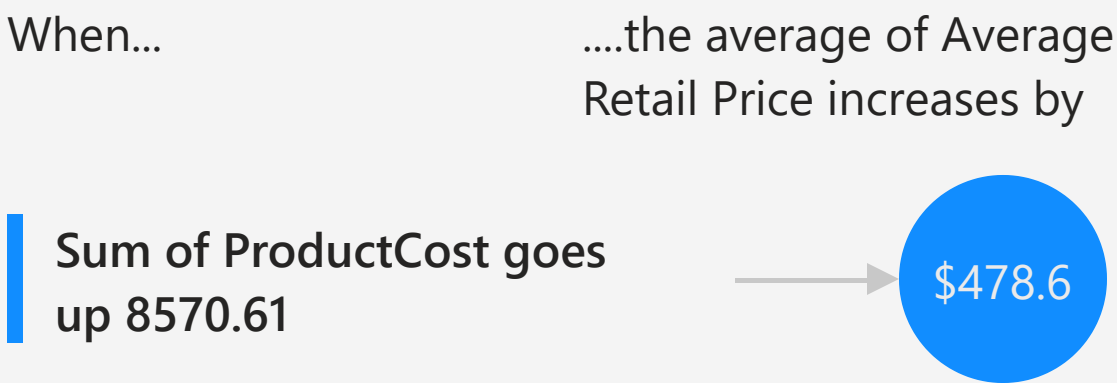 When...
....the average of Average
Retail Price increases by
Sum of ProductCost goes
up 8570.61
$478.6